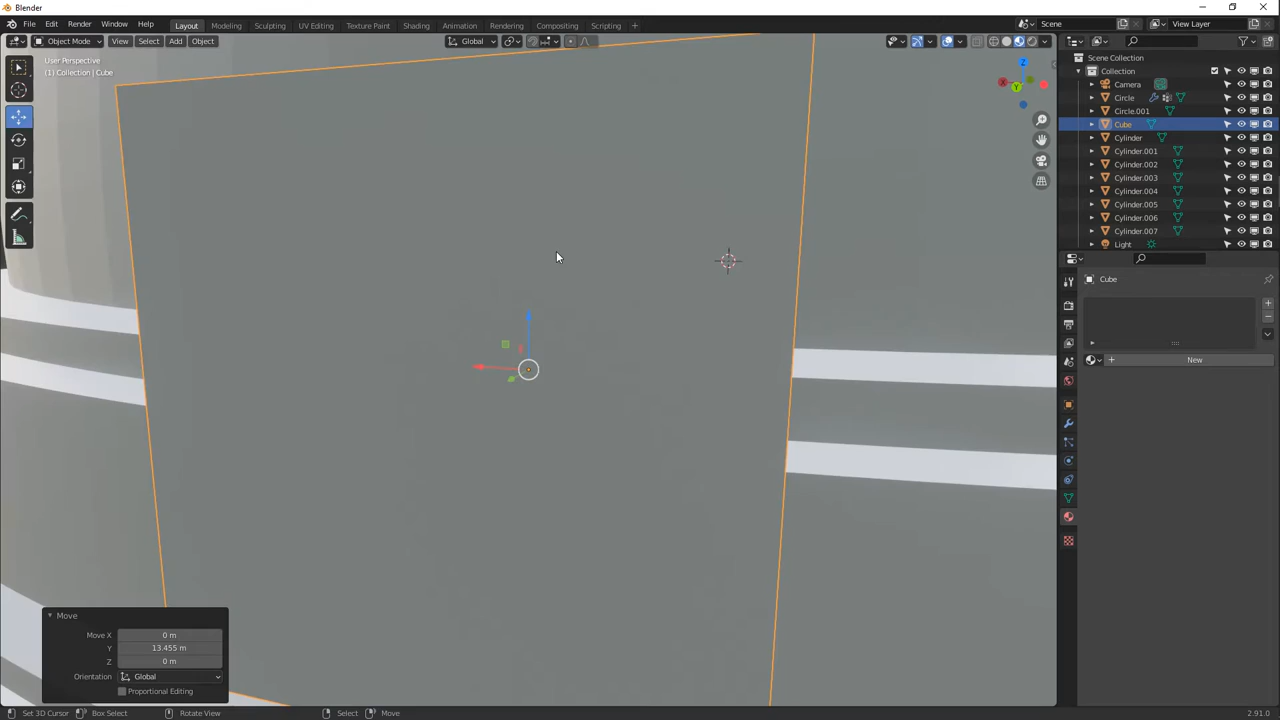 Blender
File Edit Render Window Help Layout Modeling Sculpting UV Editing Texture Paint Shading Animation Rendering Compositing Scripting + Scene View Layer
Object Mode View Select Add Object Global
User Perspective
(1) Collection | Cube
Z
X
Y
Scene Collection
Collection
Camera
Circle
Circle.001
Cube
Cylinder
Cylinder.001
Cylinder.002
Cylinder.003
Cylinder.004
Cylinder.005
Cylinder.006
Cylinder.007
Light
Cube
New
Move
Move X 0 m
Y 13.455 m
Z 0 m
Orientation Global
Proportional Editing
Set 3D Cursor Box Select Rotate View Select Move 2.91.0